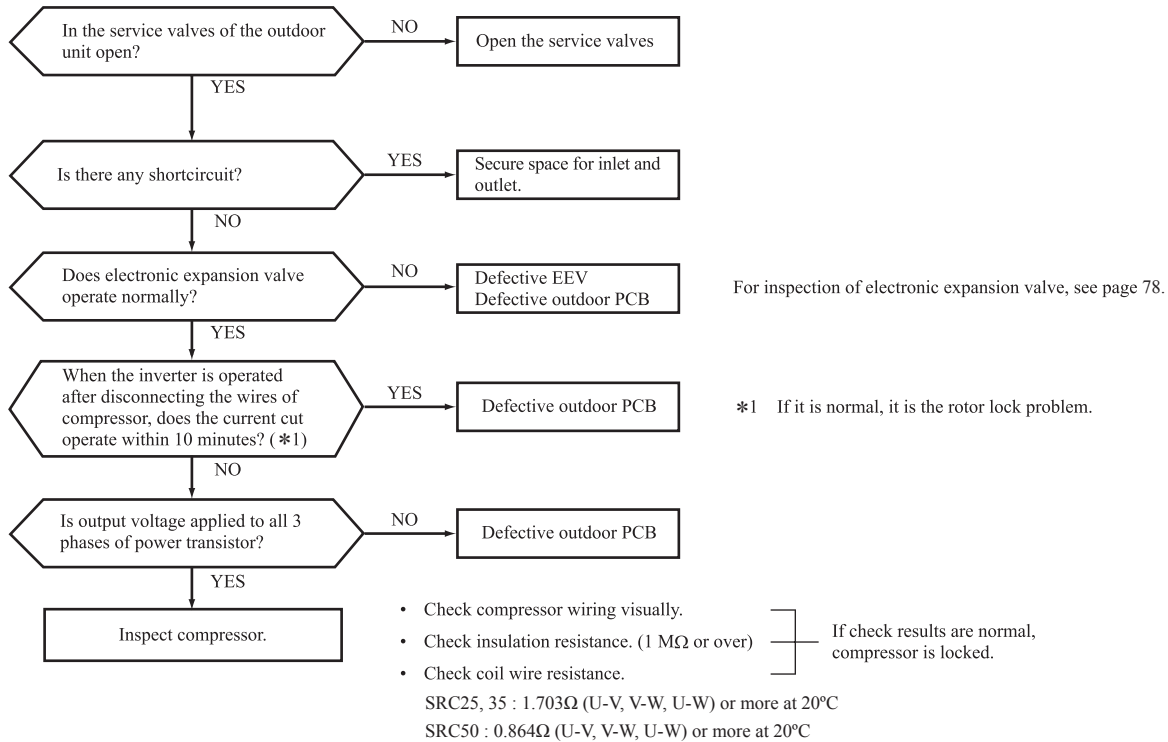 In the service valves of the outdoor
unit open?
NO
Open the service valves
YES
Is there any shortcircuit?
YES
Secure space for inlet and
outlet.
NO
Does electronic expansion valve
operate normally?
NO
Defective EEV
Defective outdoor PCB
For inspection of electronic expansion valve, see page 78.
YES
When the inverter is operated
after disconnecting the wires of
compressor, does the current cut
operate within 10 minutes? (∗1)
YES
Defective outdoor PCB
∗1 If it is normal, it is the rotor lock problem.
NO
Is output voltage applied to all 3
phases of power transistor?
NO
Defective outdoor PCB
YES
Inspect compressor.
• Check compressor wiring visually.
• Check insulation resistance. (1 MΩ or over)
• Check coil wire resistance.
SRC25, 35 : 1.703Ω (U-V, V-W, U-W) or more at 20ºC
SRC50 : 0.864Ω (U-V, V-W, U-W) or more at 20ºC
If check results are normal,
compressor is locked.